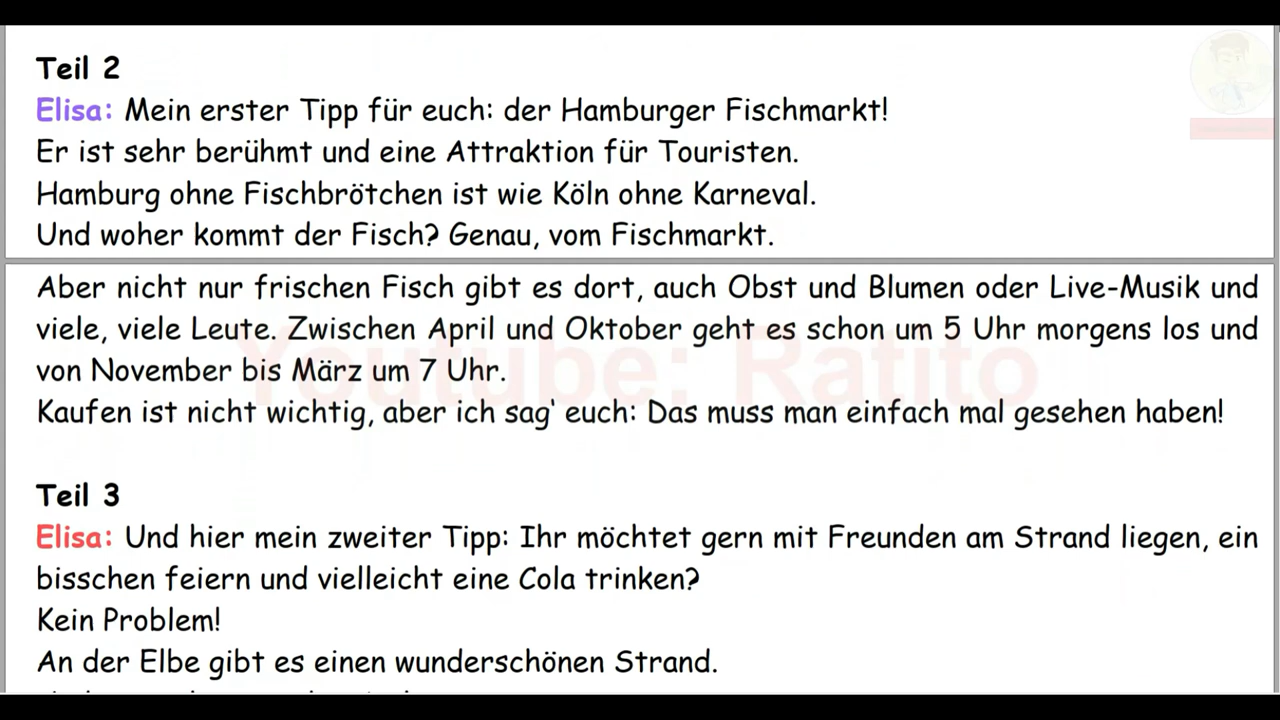 Teil 2
Elisa: Mein erster Tipp für euch: der Hamburger Fischmarkt!
Er ist sehr berühmt und eine Attraktion für Touristen.
Hamburg ohne Fischbrötchen ist wie Köln ohne Karneval.
Und woher kommt der Fisch? Genau, vom Fischmarkt.
Aber nicht nur frischen Fisch gibt es dort, auch Obst und Blumen oder Live-Musik und
viele, viele Leute. Zwischen April und Oktober geht es schon um 5 Uhr morgens los und
von November bis März um 7 Uhr.
Youtube: Ratito
Kaufen ist nicht wichtig, aber ich sag' euch: Das muss man einfach mal gesehen haben!
Teil 3
Elisa: Und hier mein zweiter Tipp: Ihr möchtet gern mit Freunden am Strand liegen, ein
bisschen feiern und vielleicht eine Cola trinken?
Kein Problem!
An der Elbe gibt es einen wunderschönen Strand.